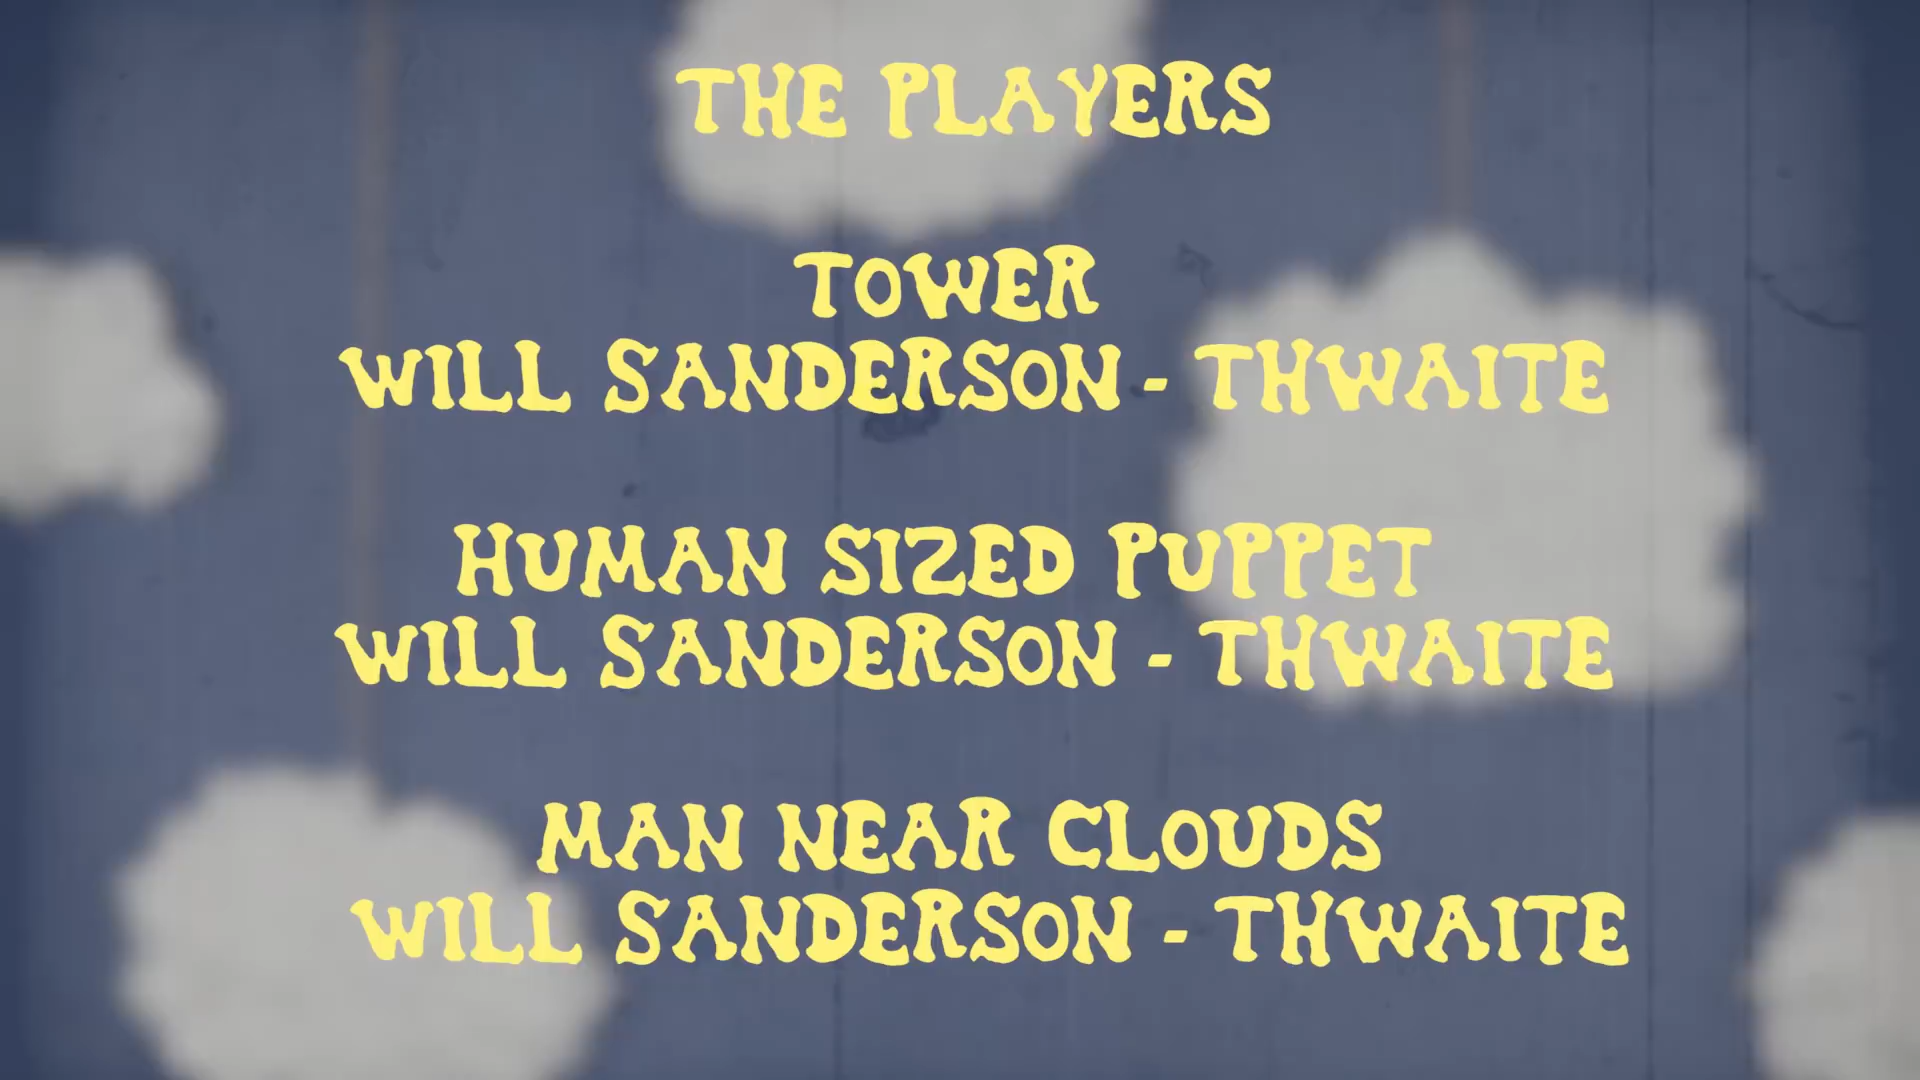 THE PLAYERS
TOWER
WILL SANDERSON - THWAITE
HUMAN SIZED PUPPET
WILL SANDERSON - THWAITE
MAN NEAR CLOUDS
WILL SANDERSON - THWAITE